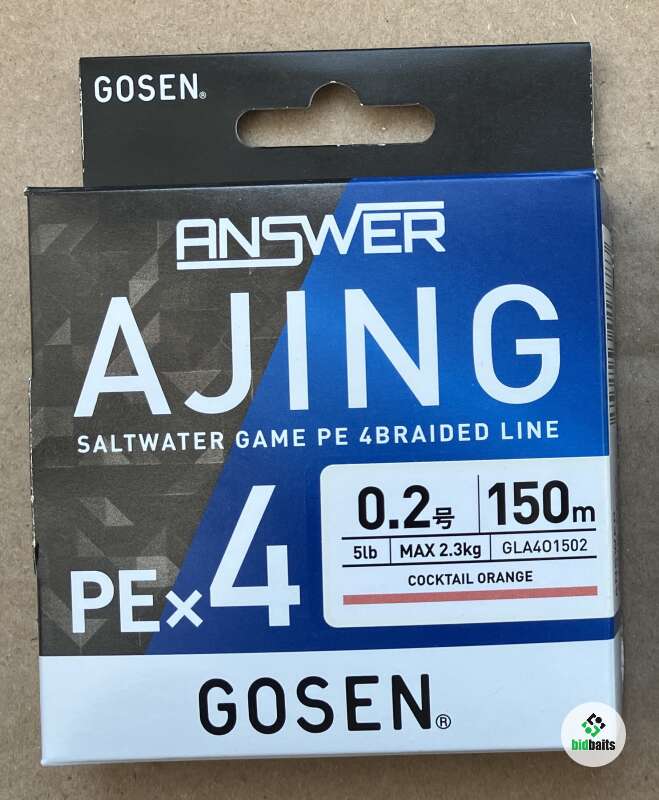 GOSEN®
ANSWER
AJING
SALTWATER GAME PE 4BRAIDED LINE
PE×4
0.2号 150m
5lb MAX 2.3kg GLA401502
COCKTAIL ORANGE
GOSEN®
bidbaits